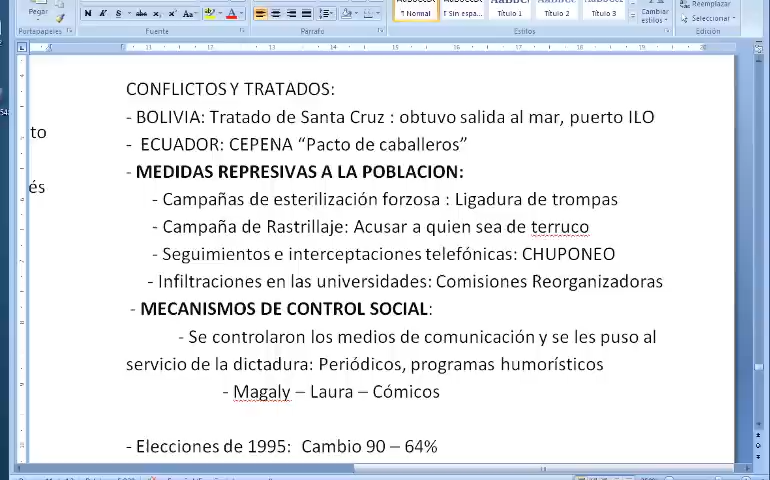 Pegar
Portapapeles
Fuente
Párrafo
¶ Normal
¶ Sin espa...
Título 1
Título 2
Título 3
Cambiar
estilos
Estilos
Reemplazar
Seleccionar
Edición
CONFLICTOS Y TRATADOS:
- BOLIVIA: Tratado de Santa Cruz : obtuvo salida al mar, puerto ILO
to
- ECUADOR: CEPENA “Pacto de caballeros”
- MEDIDAS REPRESIVAS A LA POBLACION:
és
- Campañas de esterilización forzosa : Ligadura de trompas
- Campaña de Rastrillaje: Acusar a quien sea de terruco
- Seguimientos e interceptaciones telefónicas: CHUPONEO
- Infiltraciones en las universidades: Comisiones Reorganizadoras
- MECANISMOS DE CONTROL SOCIAL:
- Se controlaron los medios de comunicación y se les puso al
servicio de la dictadura: Periódicos, programas humorísticos
- Magaly – Laura – Cómicos
- Elecciones de 1995: Cambio 90 – 64%